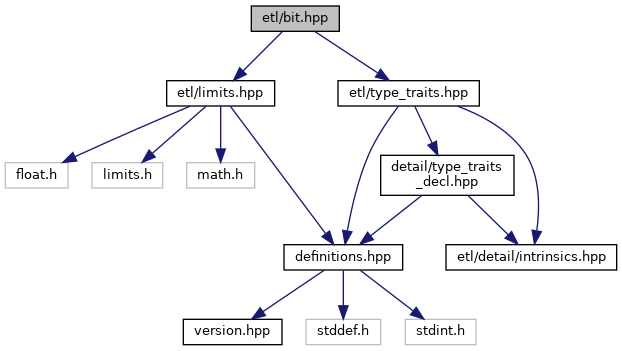 etl/bit.hpp
etl/limits.hpp
etl/type_traits.hpp
float.h
limits.h
math.h
detail/type_traits
_decl.hpp
definitions.hpp
etl/detail/intrinsics.hpp
version.hpp
stddef.h
stdint.h